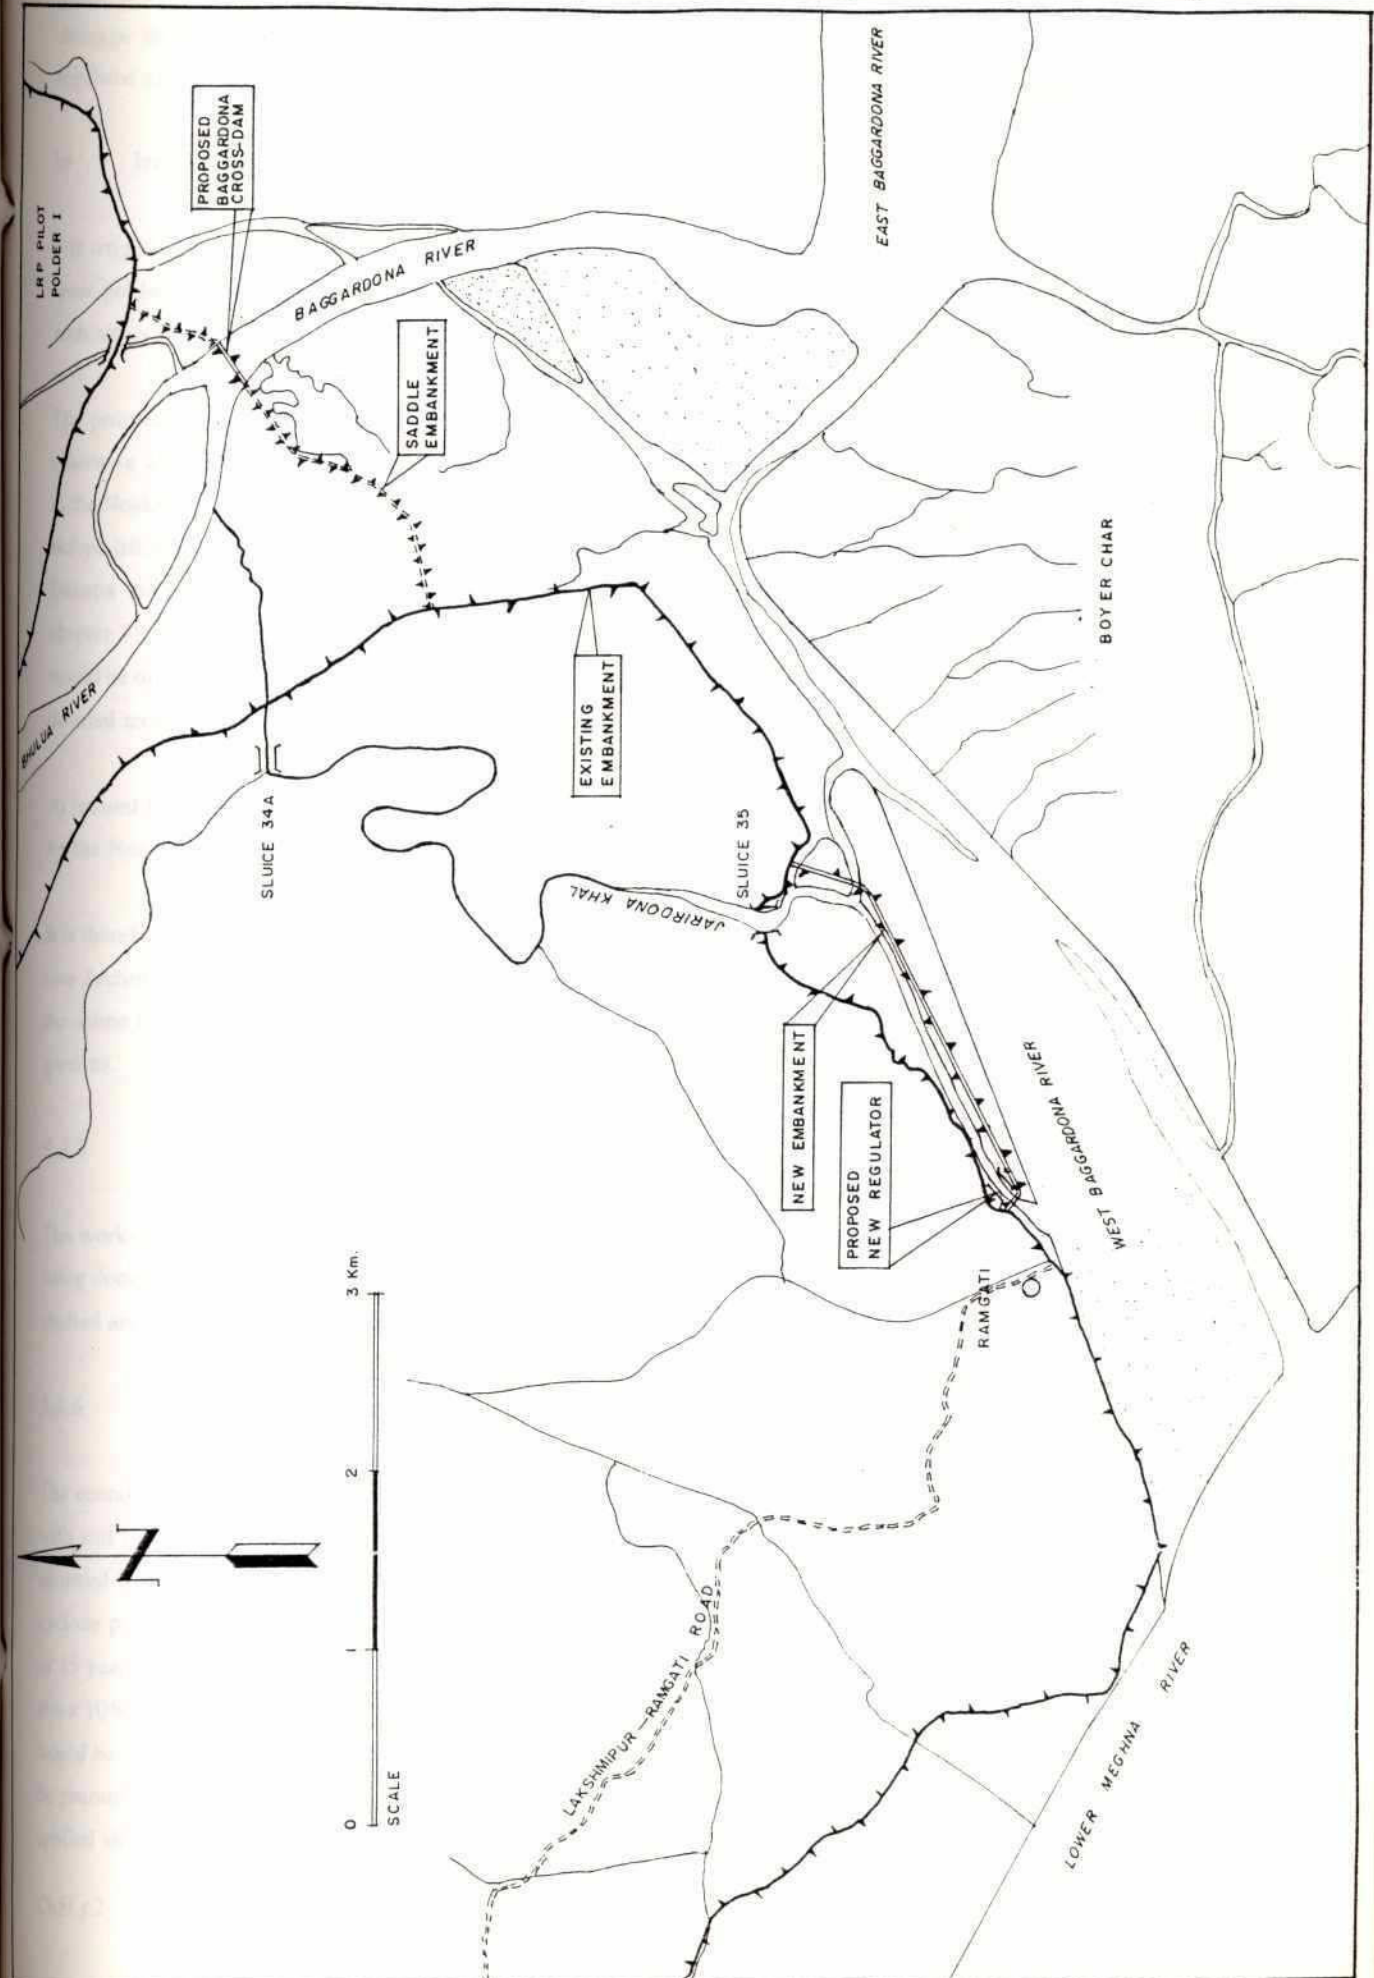 LRP PILOT
POLDER I
PROPOSED
BAGGARDONA
CROSS-DAM
EAST BAGGARDONA RIVER
BAGGARDONA RIVER
SADDLE
EMBANKMENT
BHULUA RIVER
SLUICE 34A
EXISTING
EMBANKMENT
BOYER CHAR
SLUICE 35
JARIRDONA KHAL
NEW EMBANKMENT
PROPOSED
NEW REGULATOR
WEST BAGGARDONA RIVER
RAMGATI
N
0 1 2 3 Km.
SCALE
LAKSHMIPUR-RAMGATI ROAD
LOWER MEGHNA RIVER